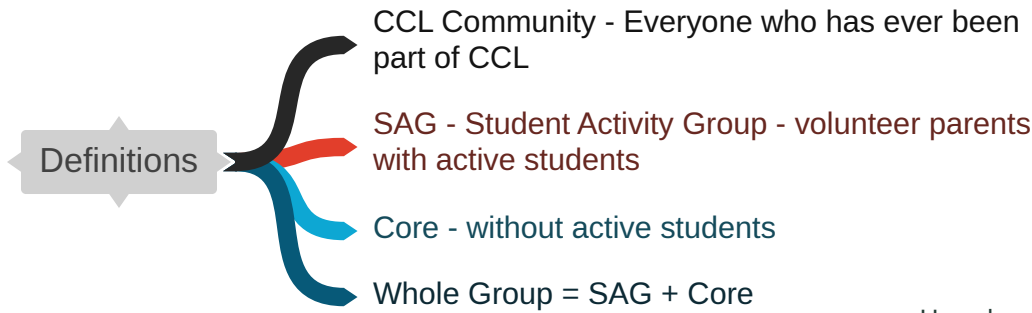 Definitions
CCL Community - Everyone who has ever been
part of CCL
SAG - Student Activity Group - volunteer parents
with active students
Core - without active students
Whole Group = SAG + Core